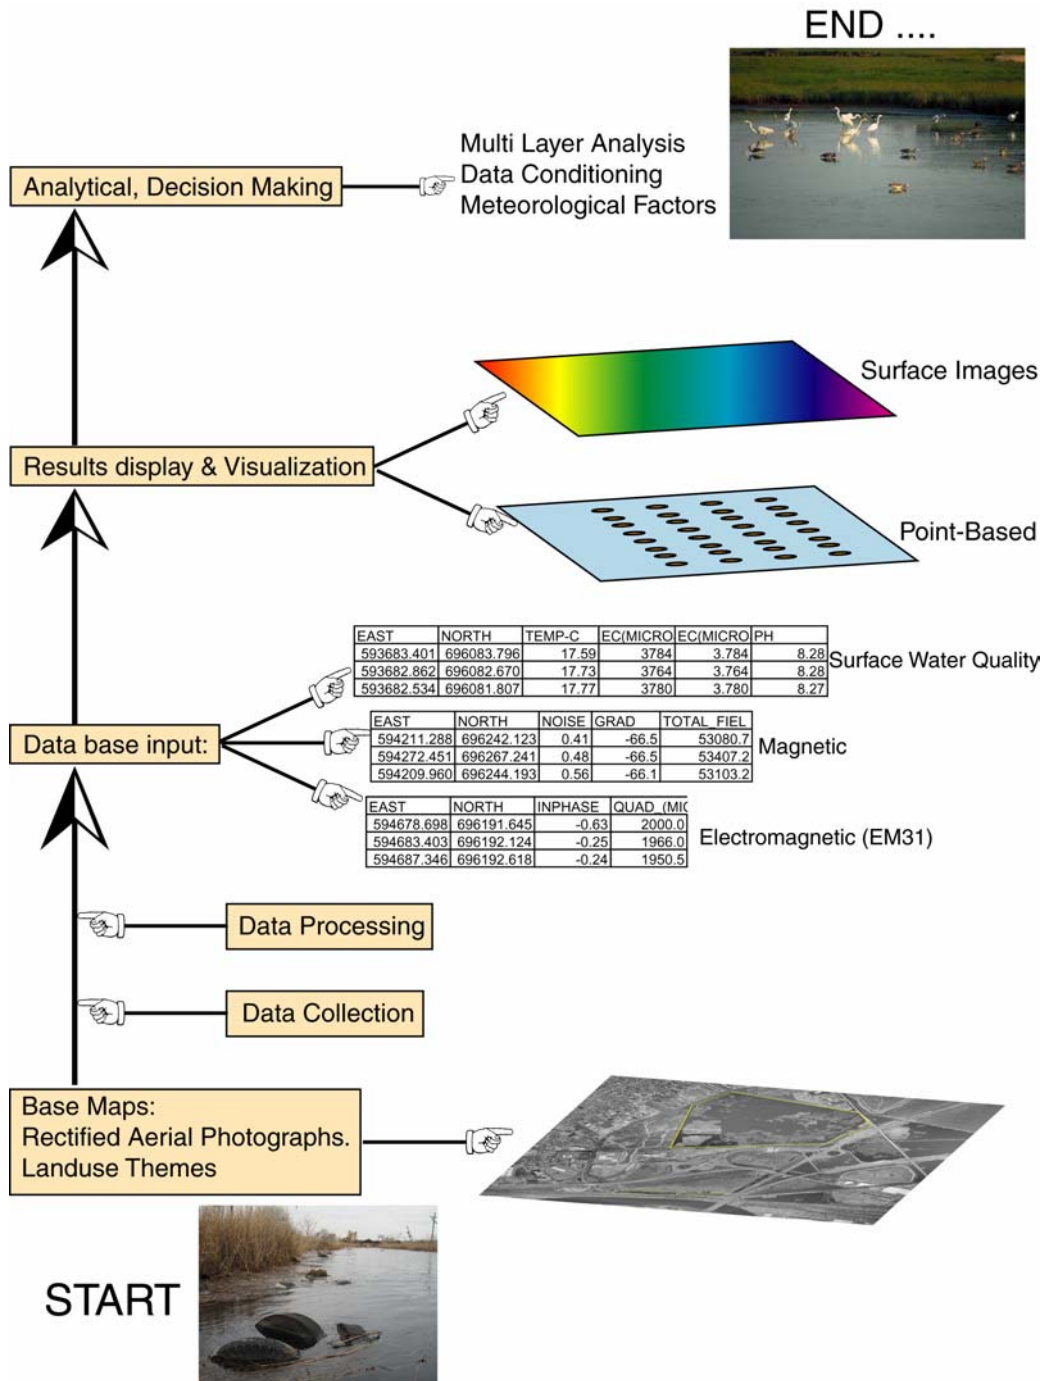 END ....
Multi Layer Analysis
Data Conditioning
Meteorological Factors
Analytical, Decision Making
Surface Images
Results display & Visualization
Point-Based
EAST NORTH TEMP-C EC(MICRO EC(MICRO PH
593683.401 696083.796 17.59 3784 3.784 8.28
593682.862 696082.670 17.73 3764 3.764 8.28
593682.534 696081.807 17.77 3780 3.780 8.27
Surface Water Quality
Data base input:
EAST NORTH NOISE GRAD TOTAL_FIEL
594211.288 696242.123 0.41 -66.5 53080.7
594272.451 696267.241 0.48 -66.5 53407.2
594209.960 696244.193 0.56 -66.1 53103.2
Magnetic
EAST NORTH INPHASE QUAD_(MI
594678.698 696191.645 -0.63 2000.0
594683.403 696192.124 -0.25 1966.0
594687.346 696192.618 -0.24 1950.5
Electromagnetic (EM31)
Data Processing
Data Collection
Base Maps:
Rectified Aerial Photographs.
Landuse Themes
START